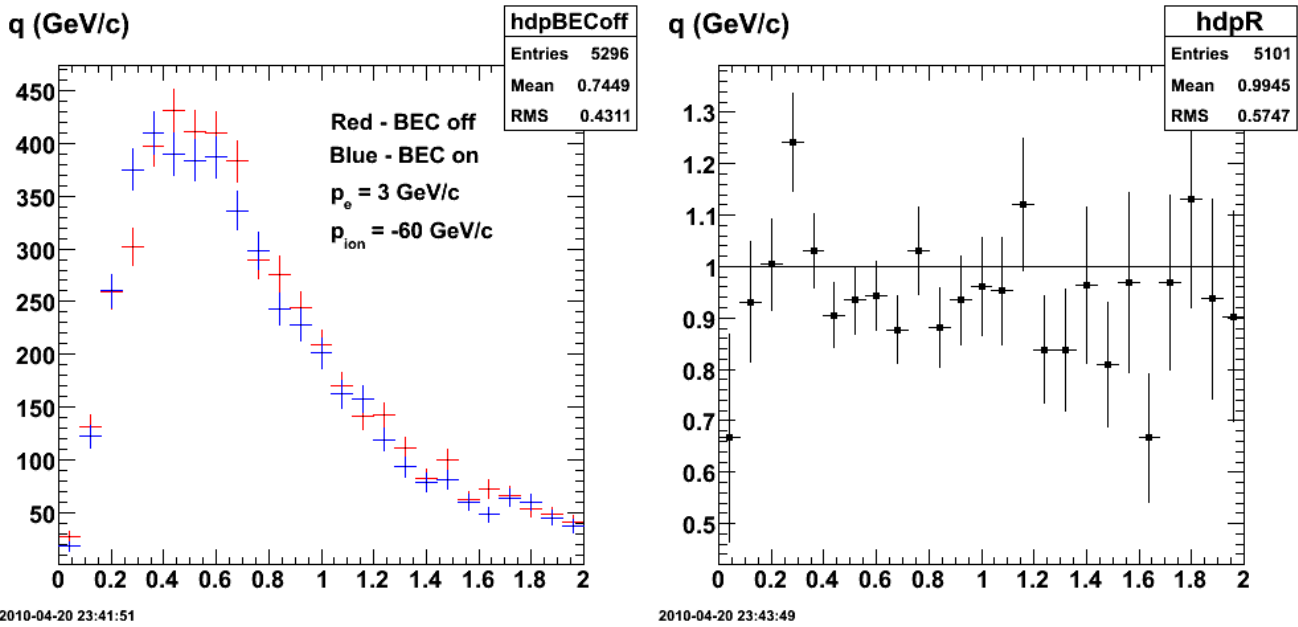 q (GeV/c)
hdpBECoff
Entries 5296
Mean 0.7449
RMS 0.4311
Red - BEC off
Blue - BEC on
pe = 3 GeV/c
pion = -60 GeV/c
450
400
350
300
250
200
150
100
50
0 0.2 0.4 0.6 0.8 1 1.2 1.4 1.6 1.8 2
2010-04-20 23:41:51
q (GeV/c)
hdpR
Entries 5101
Mean 0.9945
RMS 0.5747
1.3
1.2
1.1
1
0.9
0.8
0.7
0.6
0.5
0 0.2 0.4 0.6 0.8 1 1.2 1.4 1.6 1.8 2
2010-04-20 23:43:49